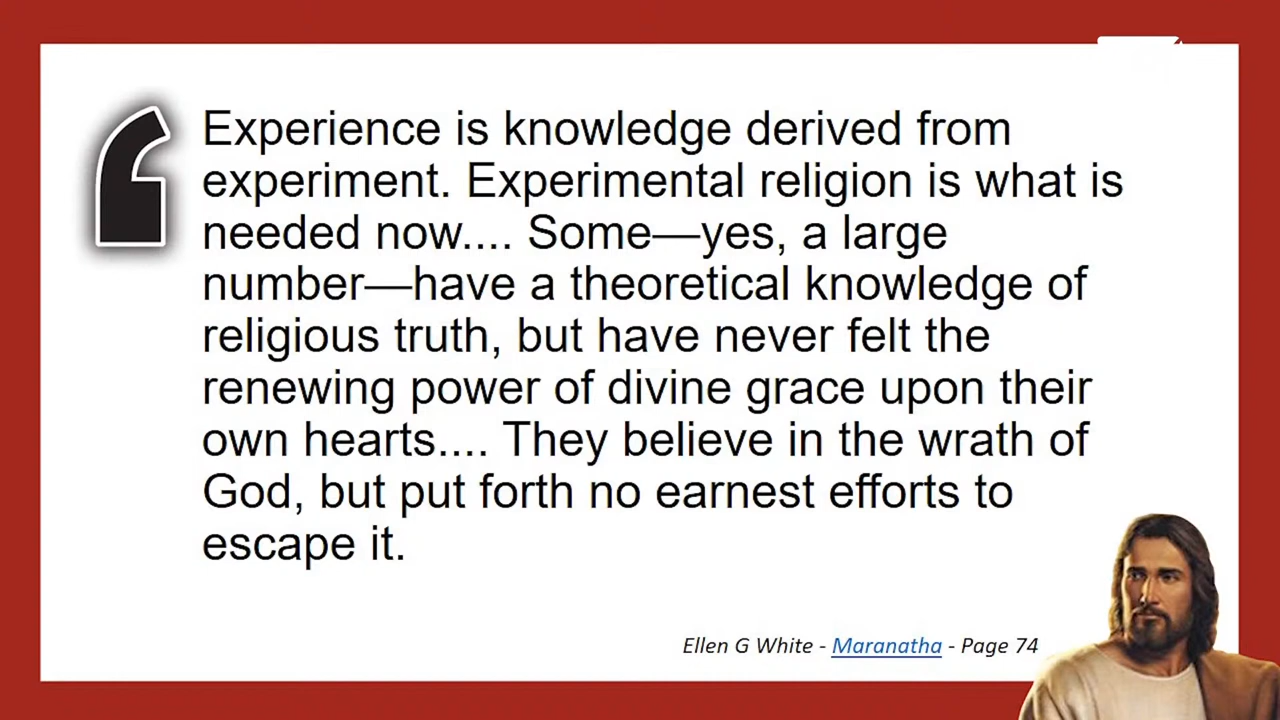 Experience is knowledge derived from
experiment. Experimental religion is what is
needed now.... Some—yes, a large
number—have a theoretical knowledge of
religious truth, but have never felt the
renewing power of divine grace upon their
own hearts.... They believe in the wrath of
God, but put forth no earnest efforts to
escape it.
Ellen G White - Maranatha - Page 74